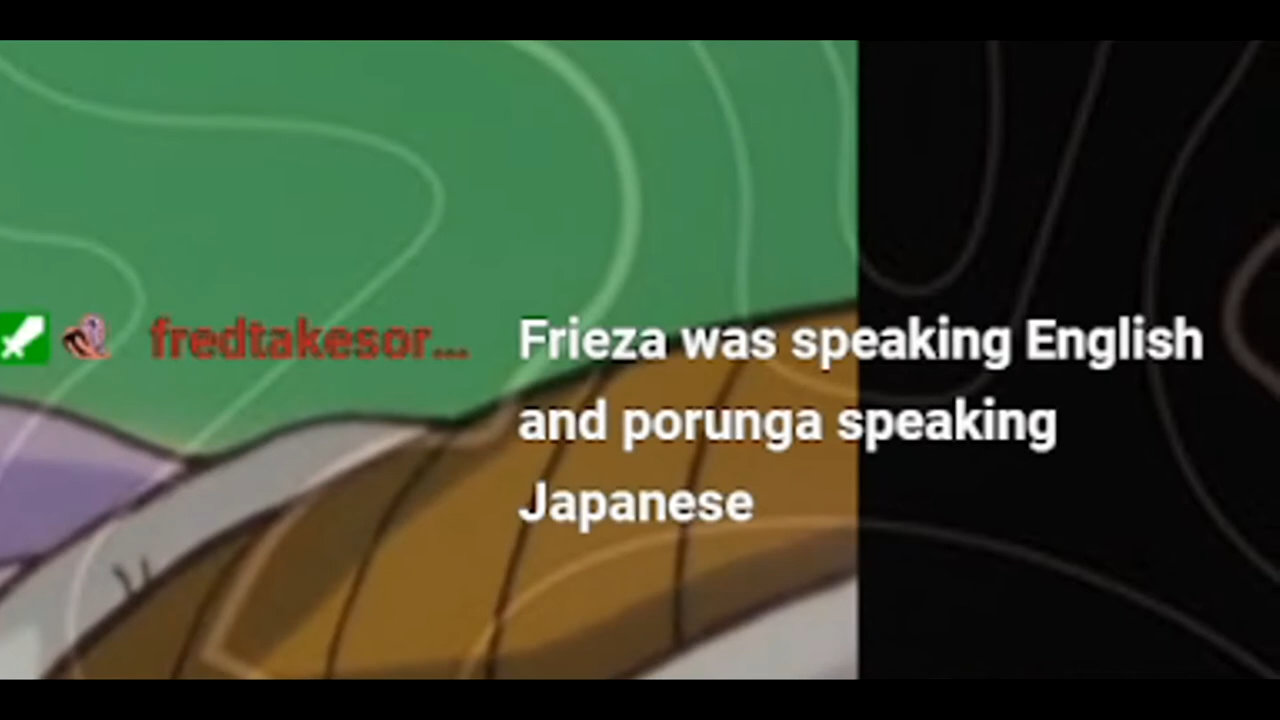 fredtakesor... Frieza was speaking English
and porunga speaking
Japanese